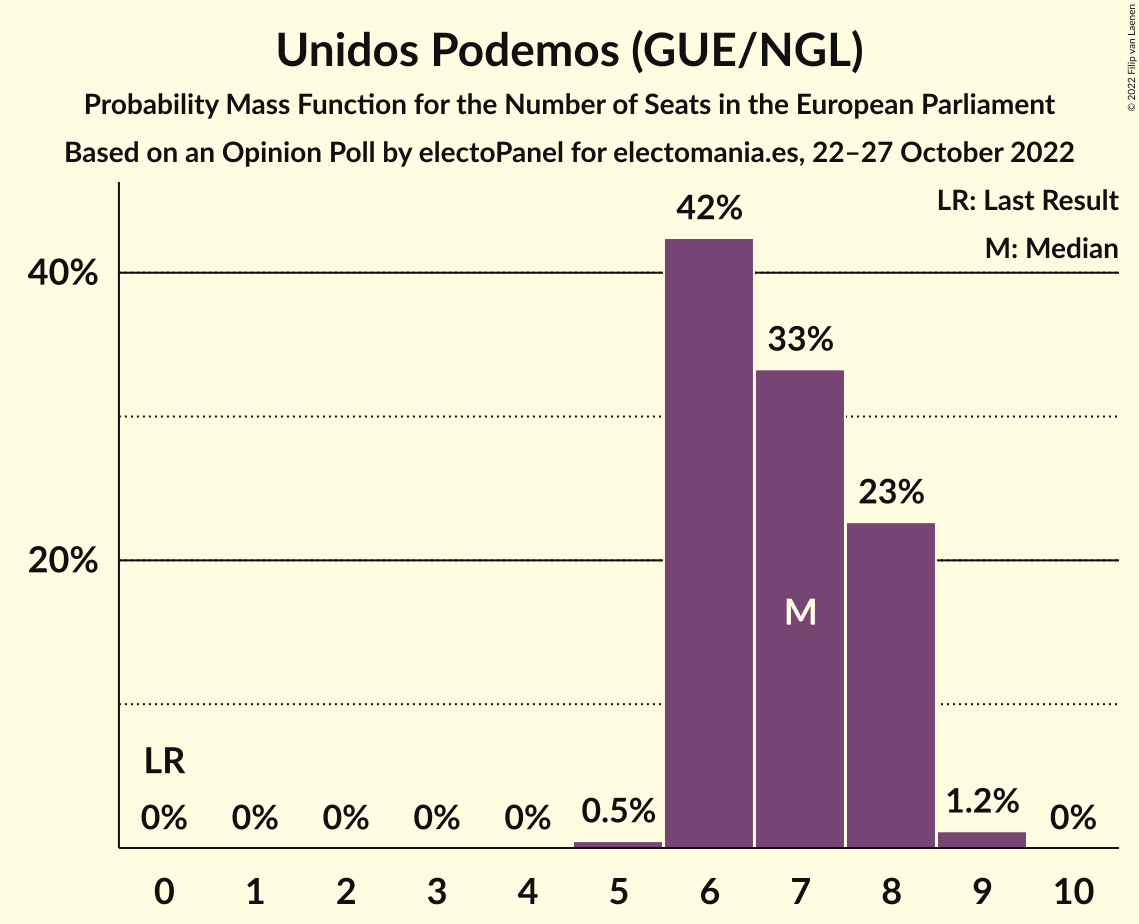 Unidos Podemos (GUE/NGL)
Probability Mass Function for the Number of Seats in the European Parliament
Based on an Opinion Poll by electoPanel for electomania.es, 22–27 October 2022
© 2022 Filip van Laenen
LR: Last Result
M: Median
42%
40%
33%
23%
20%
M
LR
0% 0% 0% 0% 0% 0.5% 1.2% 0%
0 1 2 3 4 5 6 7 8 9 10